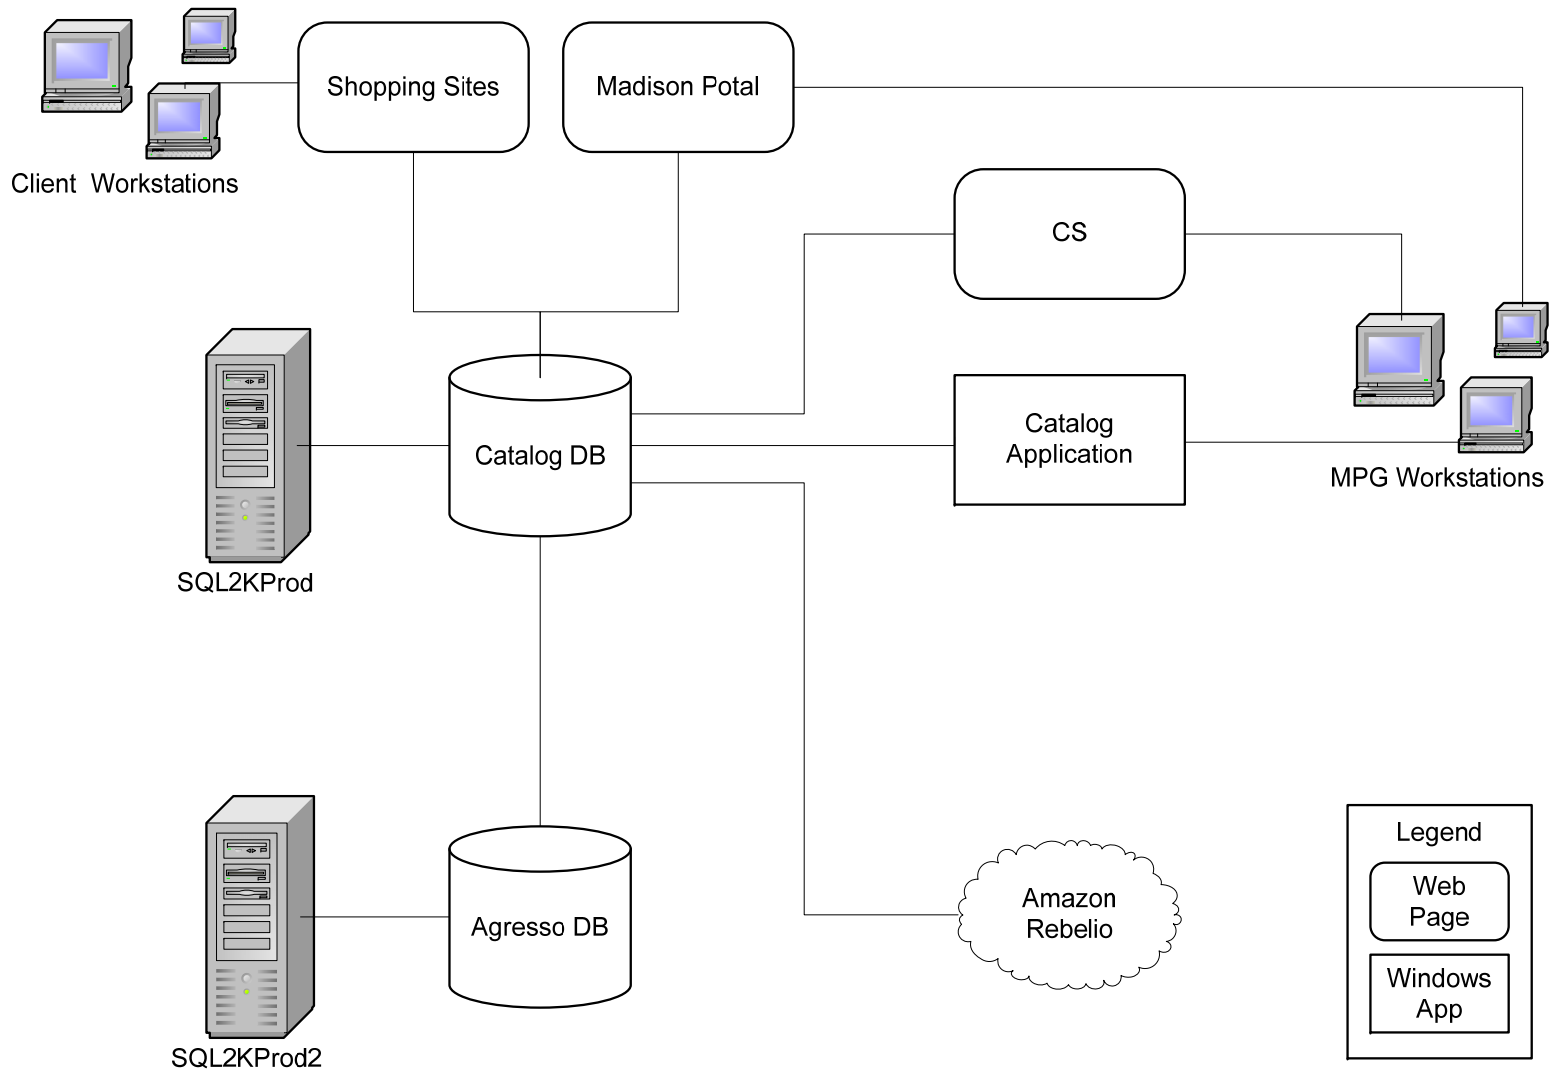 Shopping Sites
Madison Potal
Client  Workstations
CS
Catalog
Application
MPG Workstations
Catalog DB
SQL2KProd
Agresso DB
SQL2KProd2
Amazon
Rebelio
Legend
Web
Page
Windows
App